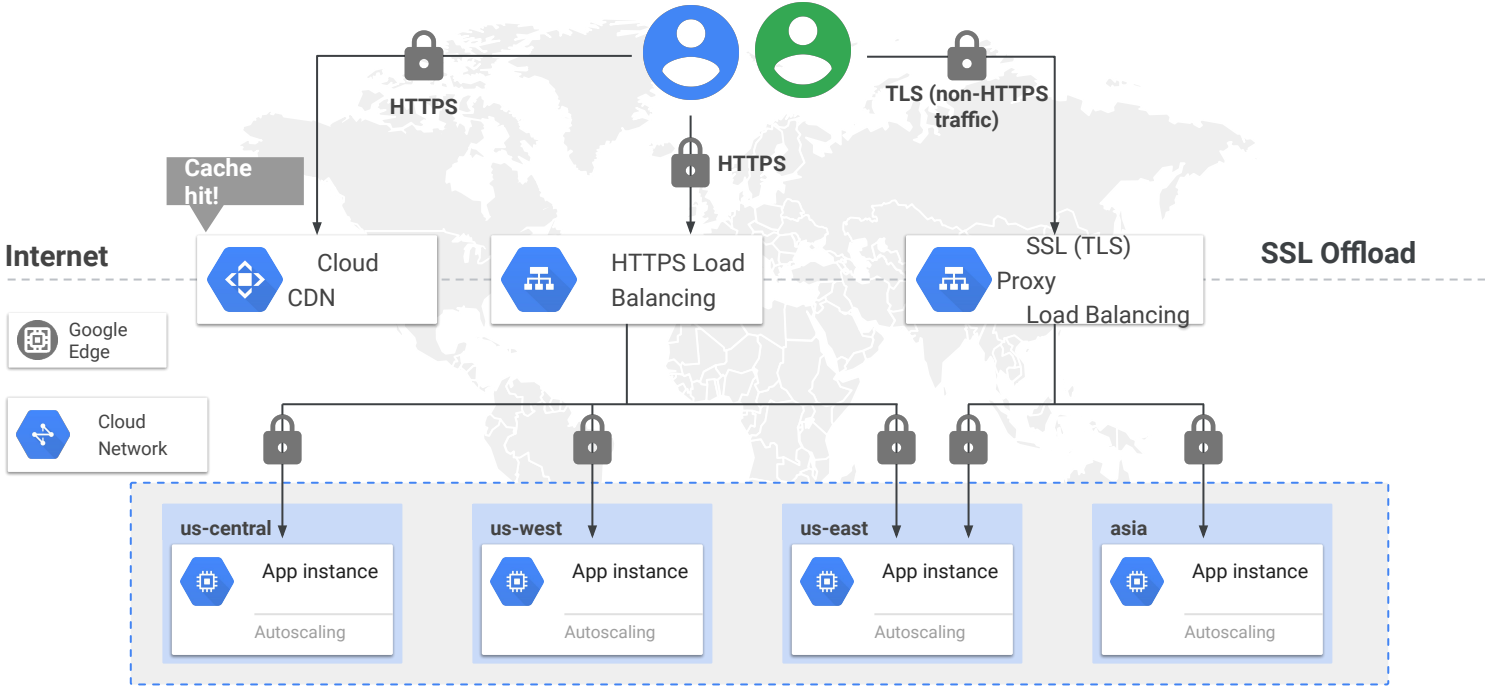 HTTPS
TLS (non-HTTPS
traffic)
HTTPS
Cache
hit!
Internet
Cloud
CDN
HTTPS Load
Balancing
SSL (TLS)
Proxy
Load Balancing
SSL Offload
Google
Edge
Cloud
Network
us-central
App instance
Autoscaling
us-west
App instance
Autoscaling
us-east
App instance
Autoscaling
asia
App instance
Autoscaling